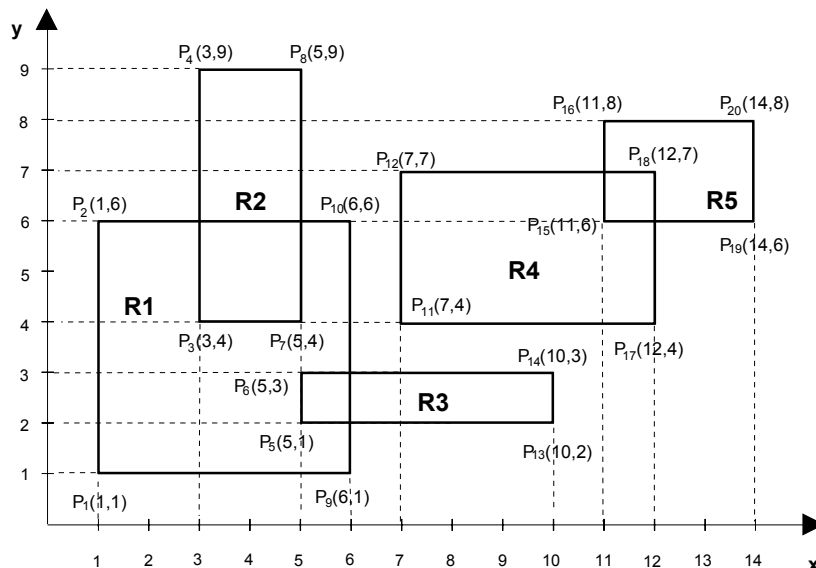 y
P4(3,9) P8(5,9)
9
P16(11,8) P20(14,8)
8
P12(7,7) P18(12,7)
7
P2(1,6) R2 P10(6,6) R5
6
P15(11,6)
P19(14,6)
5
R4
R1
P11(7,4)
4
P3(3,4) P7(5,4) P14(10,3) P17(12,4)
3
P6(5,3)
R3
2
P5(5,1) P13(10,2)
1
P1(1,1) P9(6,1)
1 2 3 4 5 6 7 8 9 10 11 12 13 14 x